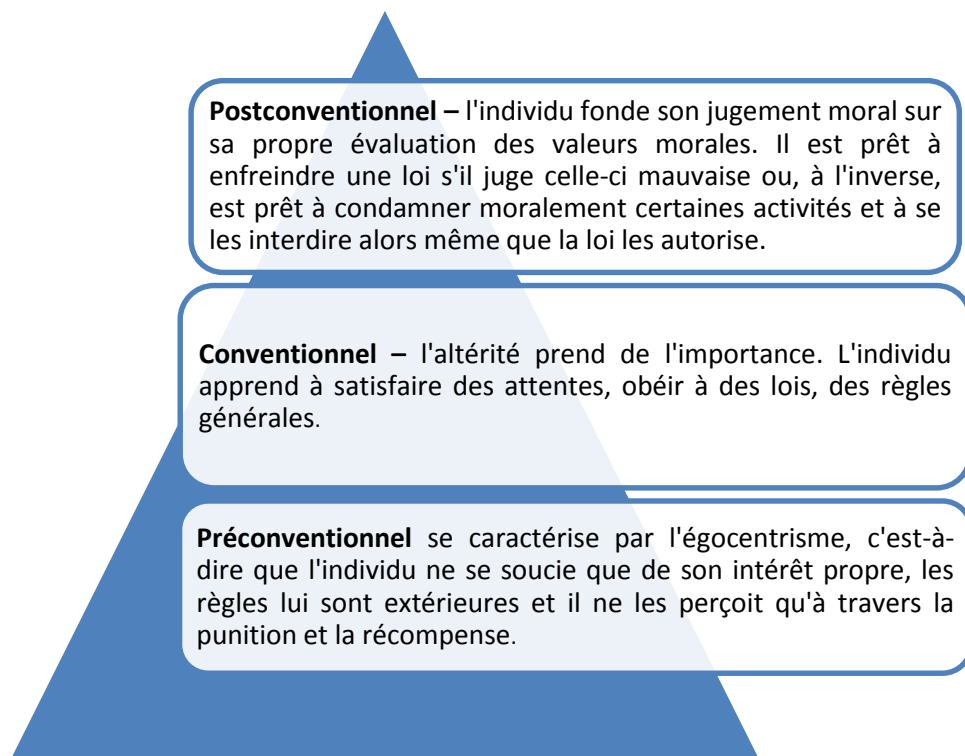 Postconventionnel – l'individu fonde son jugement moral sur
sa propre évaluation des valeurs morales. Il est prêt à
enfreindre une loi s'il juge celle-ci mauvaise ou, à l'inverse,
est prêt à condamner moralement certaines activités et à se
les interdire alors même que la loi les autorise.
Conventionnel – l'altérité prend de l'importance. L'individu
apprend à satisfaire des attentes, obéir à des lois, des règles
générales.
Préconventionnel se caractérise par l'égocentrisme, c'est-à-
dire que l'individu ne se soucie que de son intérêt propre, les
règles lui sont extérieures et il ne les perçoit qu'à travers la
punition et la récompense.